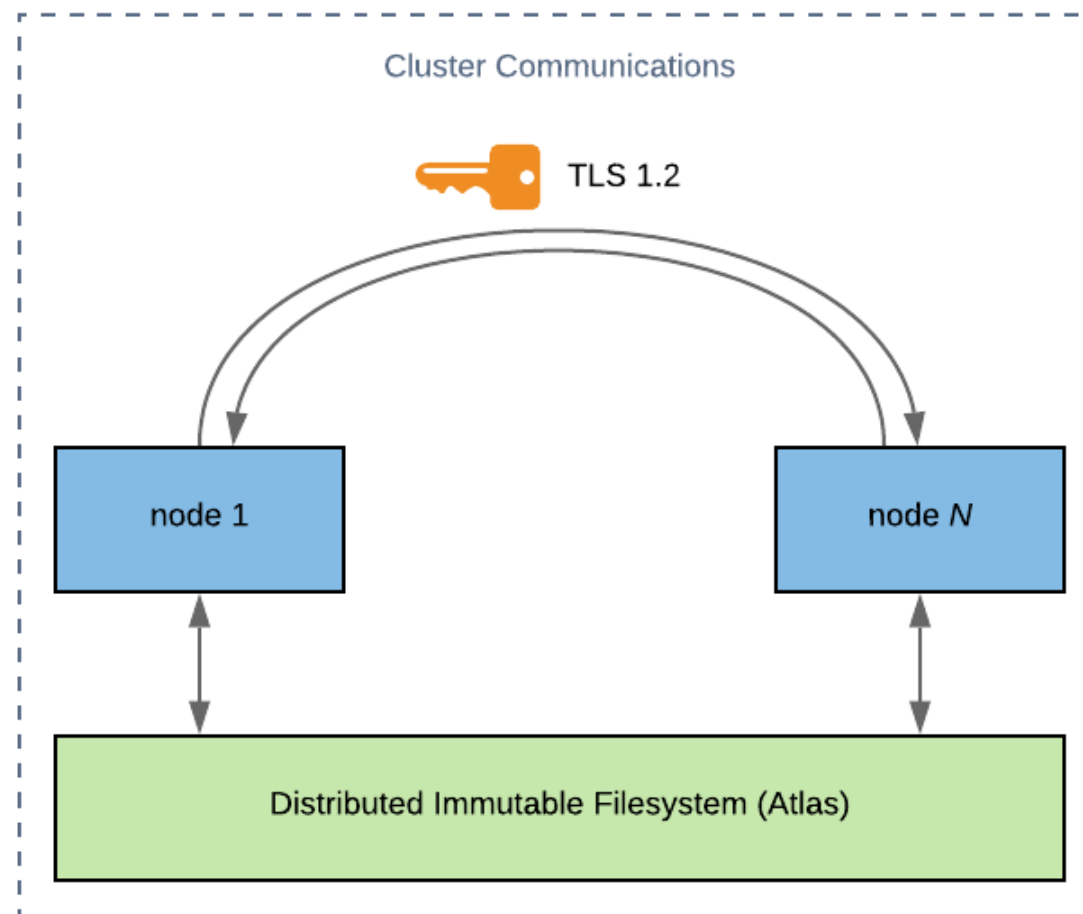 Cluster Communications
TLS 1.2
node 1
node N
Distributed Immutable Filesystem (Atlas)